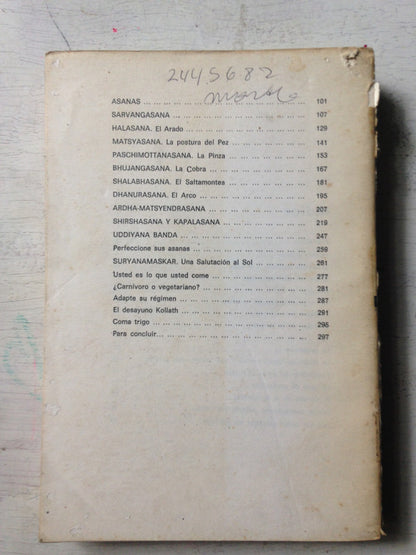 2445682
ASANAS ... 101
SARVANGASANA ... 107
HALASANA. El Arado ... 129
MATSYASANA. La postura del Pez ... 141
PASCHIMOTTANASANA. La Pinza ... 153
BHUJANGASANA. La Cobra ... 167
SHALABHASANA. El Saltamontea ... 181
DHANURASANA. El Arco ... 195
ARDHA-MATSYENDRASANA ... 207
SHIRSHASANA Y KAPALASANA ... 219
UDDIYANA BANDA ... 247
Perfeccione sus asanas ... 259
SURYANAMASKAR. Una Salutación al Sol ... 261
Usted es lo que usted come ... 277
¿Carnívoro o vegetariano? ... 281
Adapte su régimen ... 287
El desayuno Kollath ... 291
Coma trigo ... 295
Para concluir... ... 297